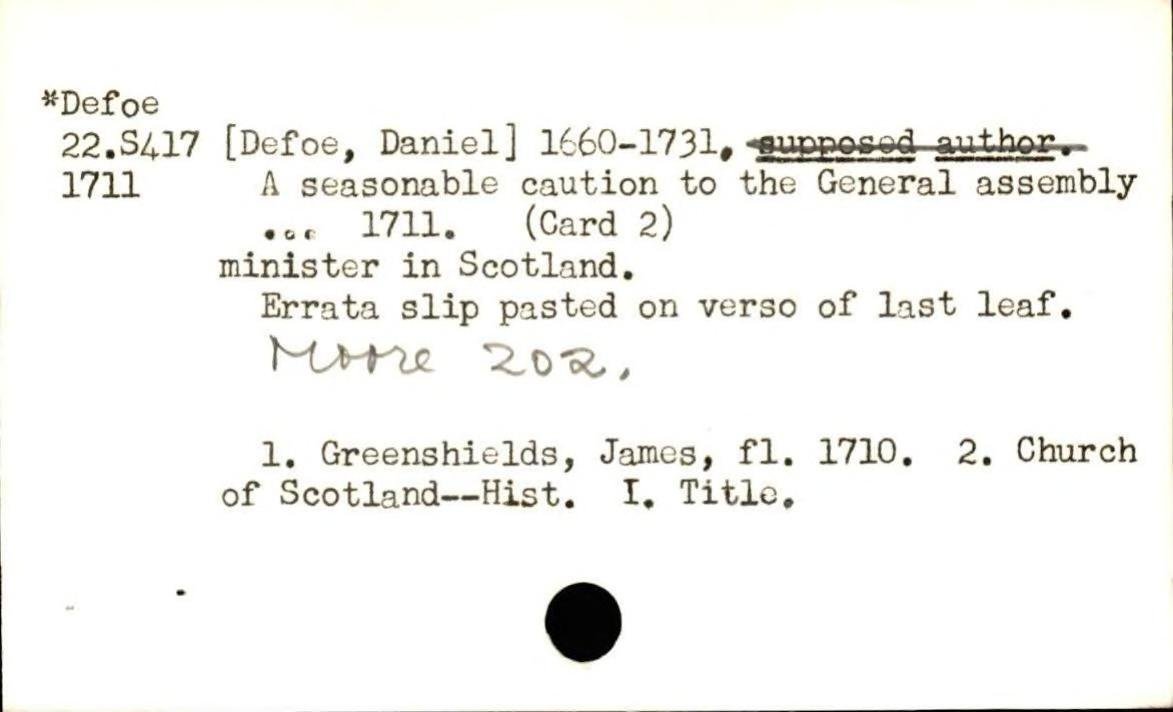 *Defoe
22.S417 [Defoe, Daniel] 1660-1731, supposed author.
1711 A seasonable caution to the General assembly
... 1711. (Card 2)
minister in Scotland.
Errata slip pasted on verso of last leaf.
Moore 202.
1. Greenshields, James, fl. 1710. 2. Church
of Scotland--Hist. I. Title.